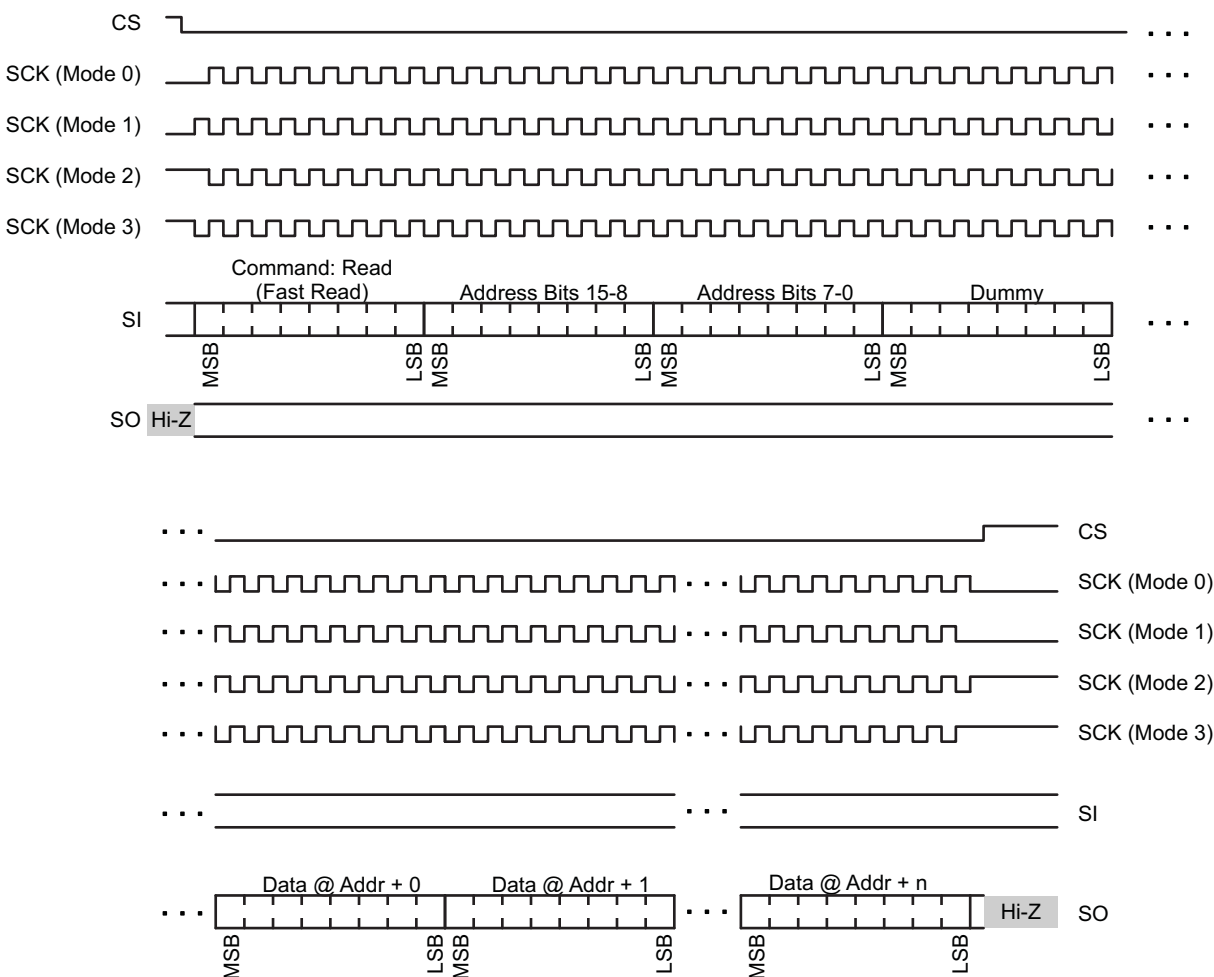 CS
. . .
SCK (Mode 0)
. . .
SCK (Mode 1)
. . .
SCK (Mode 2)
. . .
SCK (Mode 3)
. . .
Command: Read
(Fast Read)
Address Bits 15-8
Address Bits 7-0
Dummy
SI
. . .
MSB
LSB
MSB
LSB
MSB
LSB
MSB
LSB
SO
Hi-Z
. . .
. . .
CS
. . .
. . .
SCK (Mode 0)
. . .
. . .
SCK (Mode 1)
. . .
. . .
SCK (Mode 2)
. . .
. . .
SCK (Mode 3)
. . .
. . .
SI
Data @ Addr + 0
Data @ Addr + 1
Data @ Addr + n
. . .
. . .
Hi-Z
SO
MSB
LSB
MSB
LSB
MSB
LSB